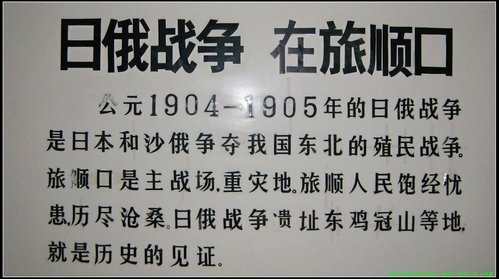 日俄战争 在旅顺口
公元1904—1905年的日俄战争
是日本和沙俄争夺我国东北的殖民战争。
旅顺口是主战场,重灾地。旅顺人民饱经忧
患,历尽沧桑。日俄战争遗址东鸡冠山等地,
就是历史的见证。